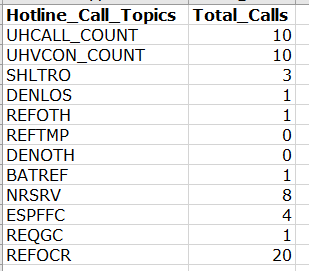 Hotline_Call_Topics Total_Calls
UHCALL_COUNT 10
UHVCON_COUNT 10
SHLTRO 3
DENLOS 1
REFOTH 1
REFTMP 0
DENOTH 0
BATREF 1
NRSRV 8
ESPFFC 4
REQGC 1
REFOCR 20